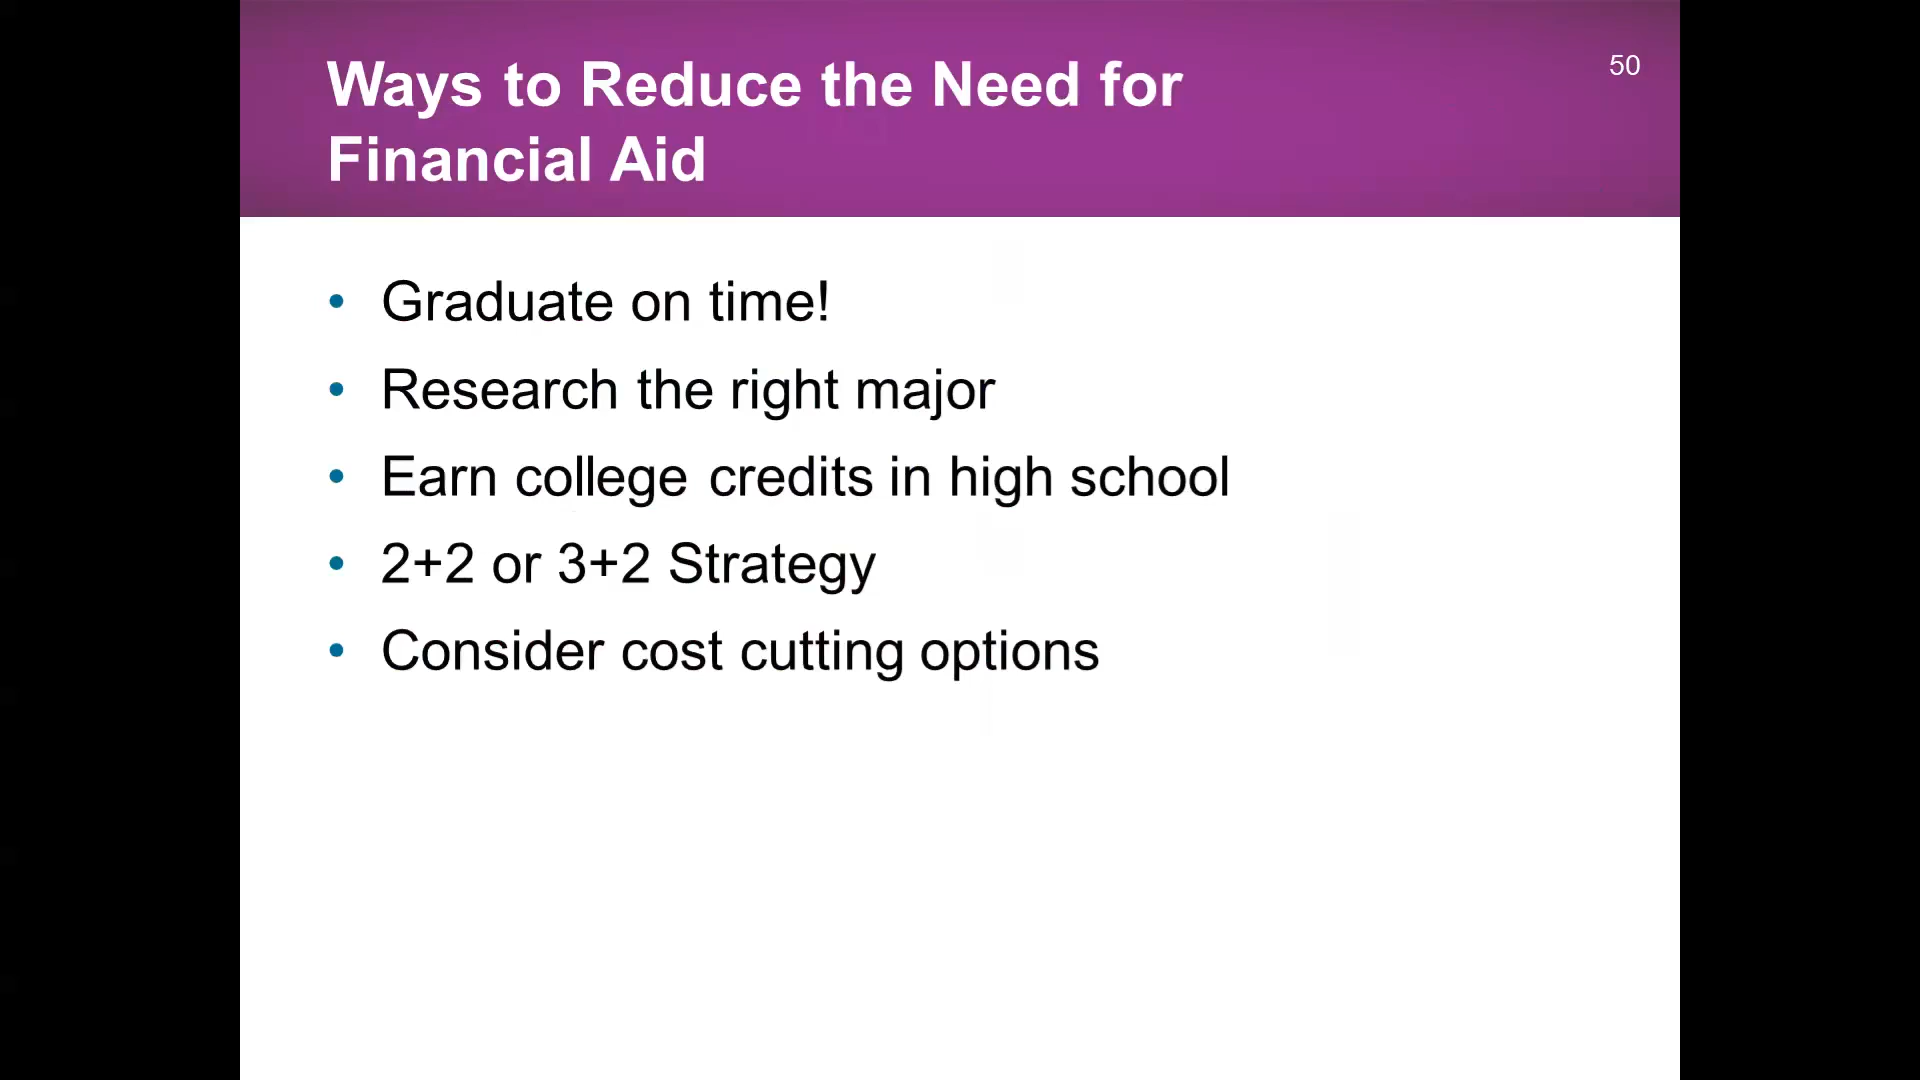 Ways to Reduce the Need for
Financial Aid
50
• Graduate on time!
• Research the right major
• Earn college credits in high school
• 2+2 or 3+2 Strategy
• Consider cost cutting options